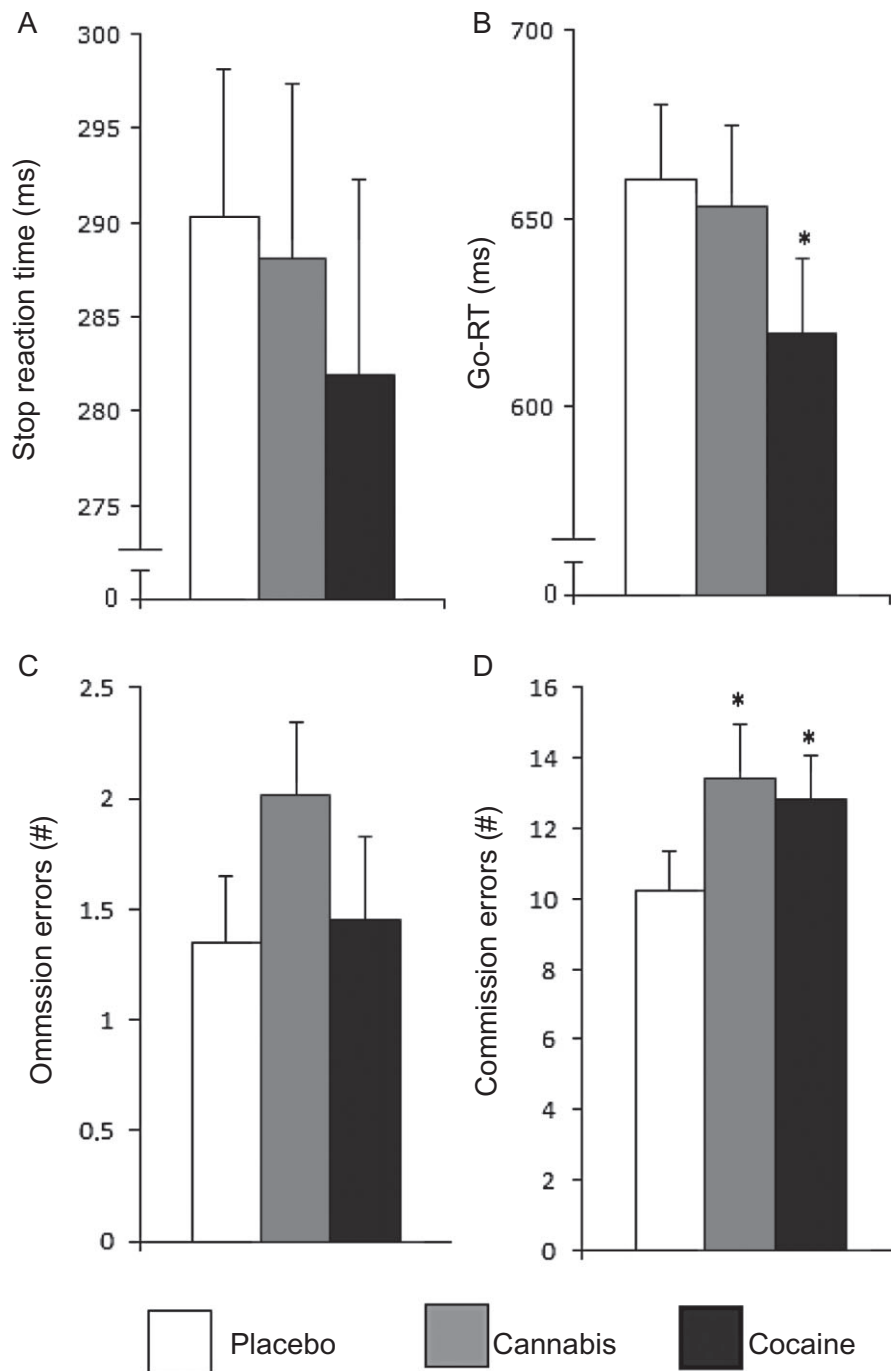 A
Stop reaction time (ms)
300
295
290
285
280
275
0
B
Go-RT (ms)
700
650
600
0
*
C
Ommssion errors (#)
2.5
2
1.5
1
0.5
0
D
Commission errors (#)
16
14
12
10
8
6
4
2
0
*
*
Placebo
Cannabis
Cocaine